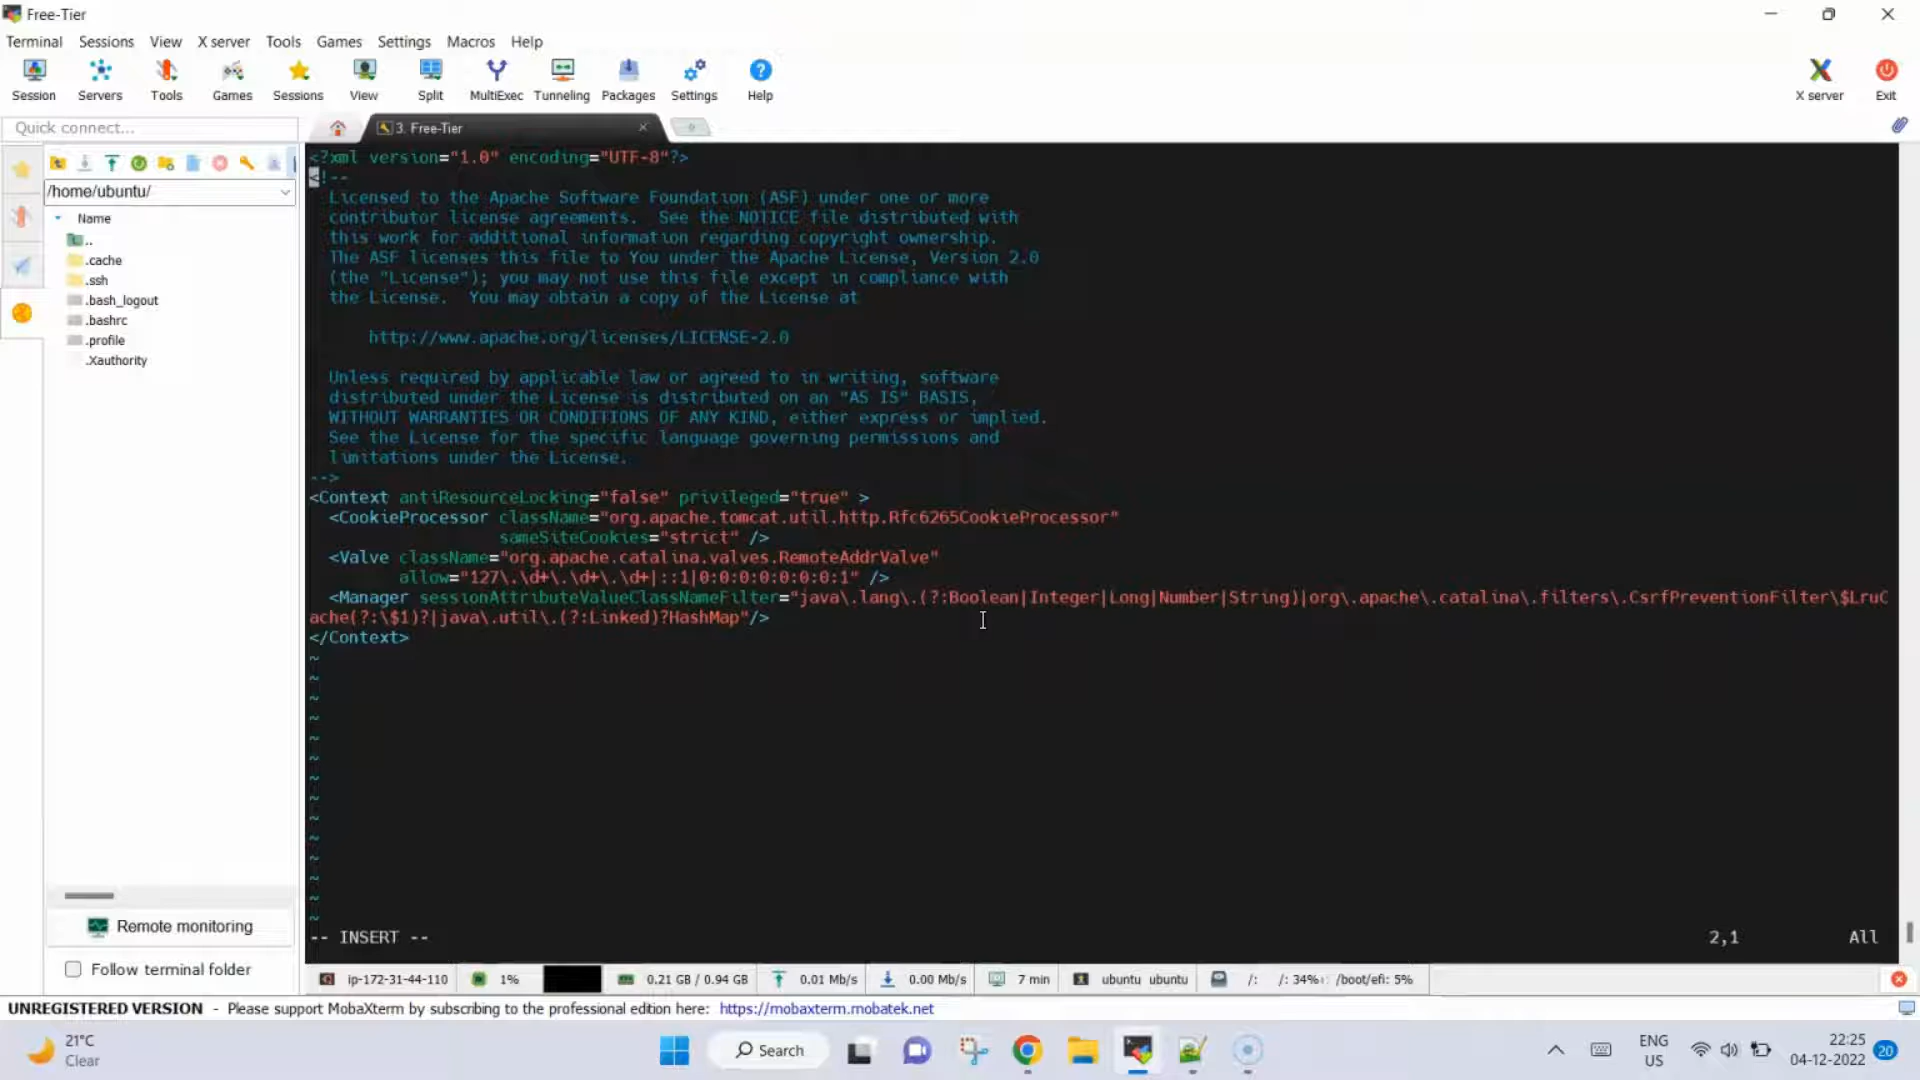 Free-Tier
Terminal Sessions View X server Tools Games Settings Macros Help
Session Servers Tools Games Sessions View Split MultiExec Tunneling Packages Settings Help X server Exit
Quick connect...
3. Free-Tier
/home/ubuntu/
Name
..
.cache
.ssh
.bash_logout
.bashrc
.profile
.Xauthority
Remote monitoring
Follow terminal folder
<?xml version="1.0" encoding="UTF-8"?>
<!--
Licensed to the Apache Software Foundation (ASF) under one or more
contributor license agreements.  See the NOTICE file distributed with
this work for additional information regarding copyright ownership.
The ASF licenses this file to You under the Apache License, Version 2.0
(the "License"); you may not use this file except in compliance with
the License.  You may obtain a copy of the License at
http://www.apache.org/licenses/LICENSE-2.0
Unless required by applicable law or agreed to in writing, software
distributed under the License is distributed on an "AS IS" BASIS,
WITHOUT WARRANTIES OR CONDITIONS OF ANY KIND, either express or implied.
See the License for the specific language governing permissions and
limitations under the License.
-->
<Context antiResourceLocking="false" privileged="true" >
<CookieProcessor className="org.apache.tomcat.util.http.Rfc6265CookieProcessor"
sameSiteCookies="strict" />
<Valve className="org.apache.catalina.valves.RemoteAddrValve"
allow="127\.\d+\.\d+\.\d+|::1|0:0:0:0:0:0:0:1" />
<Manager sessionAttributeValueClassNameFilter="java\.lang\.(?:Boolean|Integer|Long|Number|String)|org\.apache\.catalina\.filters\.CsrfPreventionFilter\$LruC
ache(?:\$1)?|java\.util\.(?:Linked)?HashMap"/>
</Context>
~
~
~
~
~
~
~
~
~
~
~
~
~
~
-- INSERT -- 2,1 All
ip-172-31-44-110 1% 0.21 GB / 0.94 GB 0.01 Mb/s 0.00 Mb/s 7 min ubuntu ubuntu /: /: 34% /boot/efi: 5%
UNREGISTERED VERSION - Please support MobaXterm by subscribing to the professional edition here: https://mobaxterm.mobatek.net
21°C
Clear
Search
ENG
US
22:25
04-12-2022
20